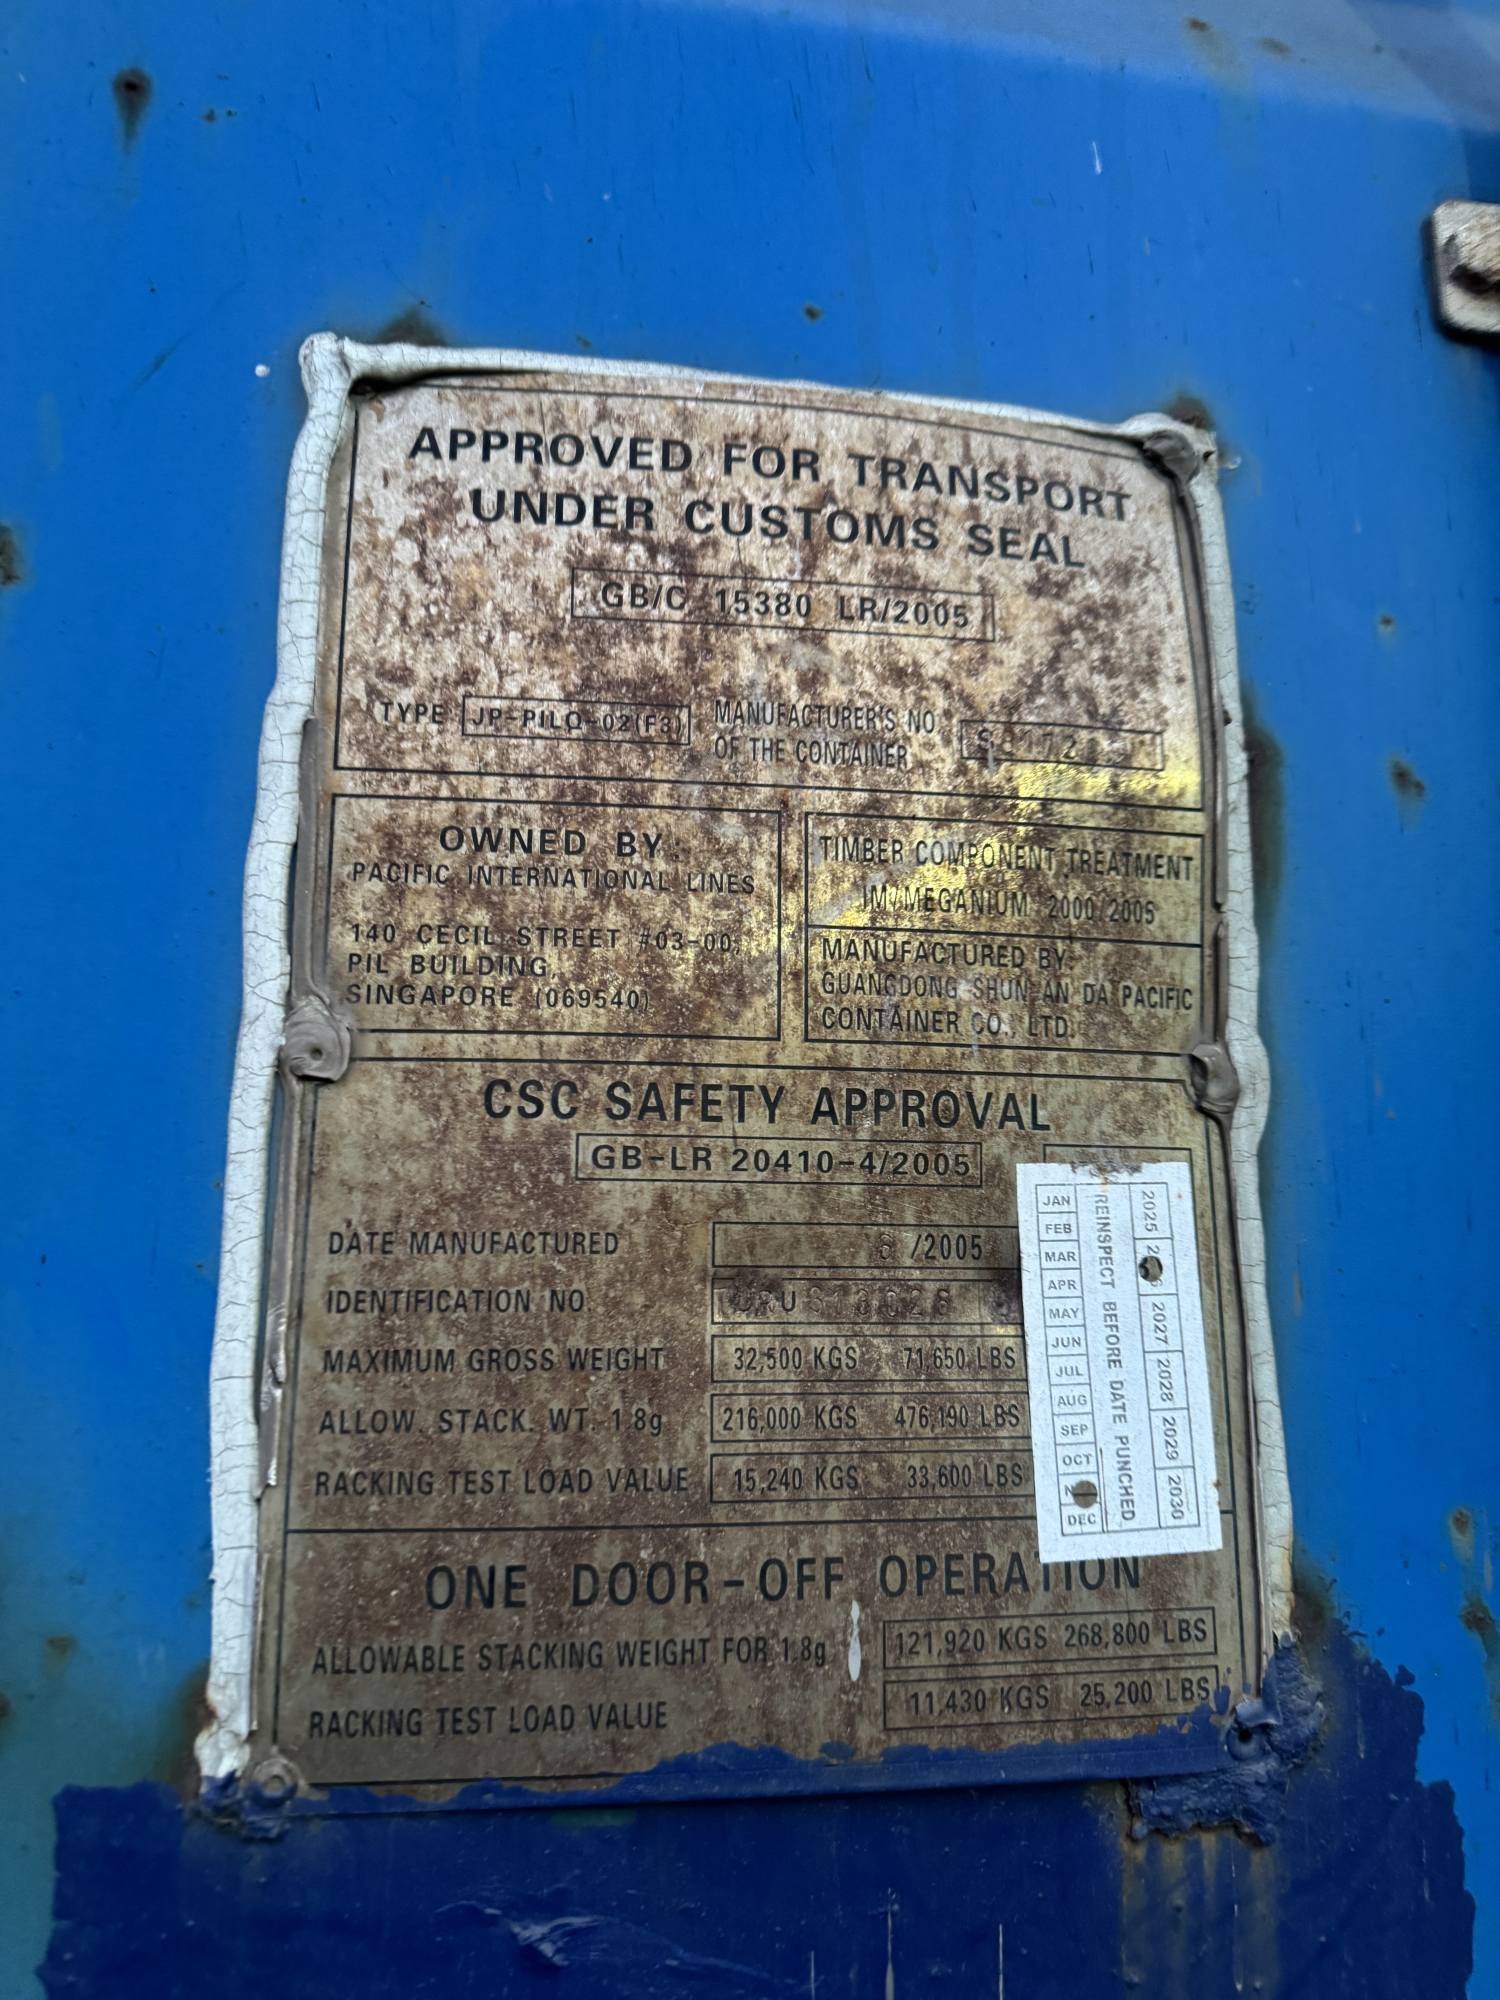 APPROVED FOR TRANSPORT
UNDER CUSTOMS SEAL
GB/C 15380 LR/2005
TYPE JP-PILQ-02(F3) MANUFACTURER'S NO.
OF THE CONTAINER
OWNED BY:
PACIFIC INTERNATIONAL LINES
140 CECIL STREET #03-00,
PIL BUILDING,
SINGAPORE (069540)
TIMBER COMPONENT TREATMENT
IM/MEGANIUM 2000/2005
MANUFACTURED BY:
GUANGDONG SHUN AN DA PACIFIC
CONTAINER CO., LTD.
CSC SAFETY APPROVAL
GB-LR 20410-4/2005
DATE MANUFACTURED /2005
IDENTIFICATION NO.
MAXIMUM GROSS WEIGHT 32,500 KGS 71,650 LBS
ALLOW. STACK. WT. 1.8g 216,000 KGS 476,190 LBS
RACKING TEST LOAD VALUE 15,240 KGS 33,600 LBS
JAN
FEB
MAR
APR
MAY
JUN
JUL
AUG
SEP
OCT
DEC
REINSPECT BEFORE DATE PUNCHED
2025 2027 2028 2029 2030
ONE DOOR-OFF OPERATION
ALLOWABLE STACKING WEIGHT FOR 1.8g 121,920 KGS 268,800 LBS
RACKING TEST LOAD VALUE 11,430 KGS 25,200 LBS